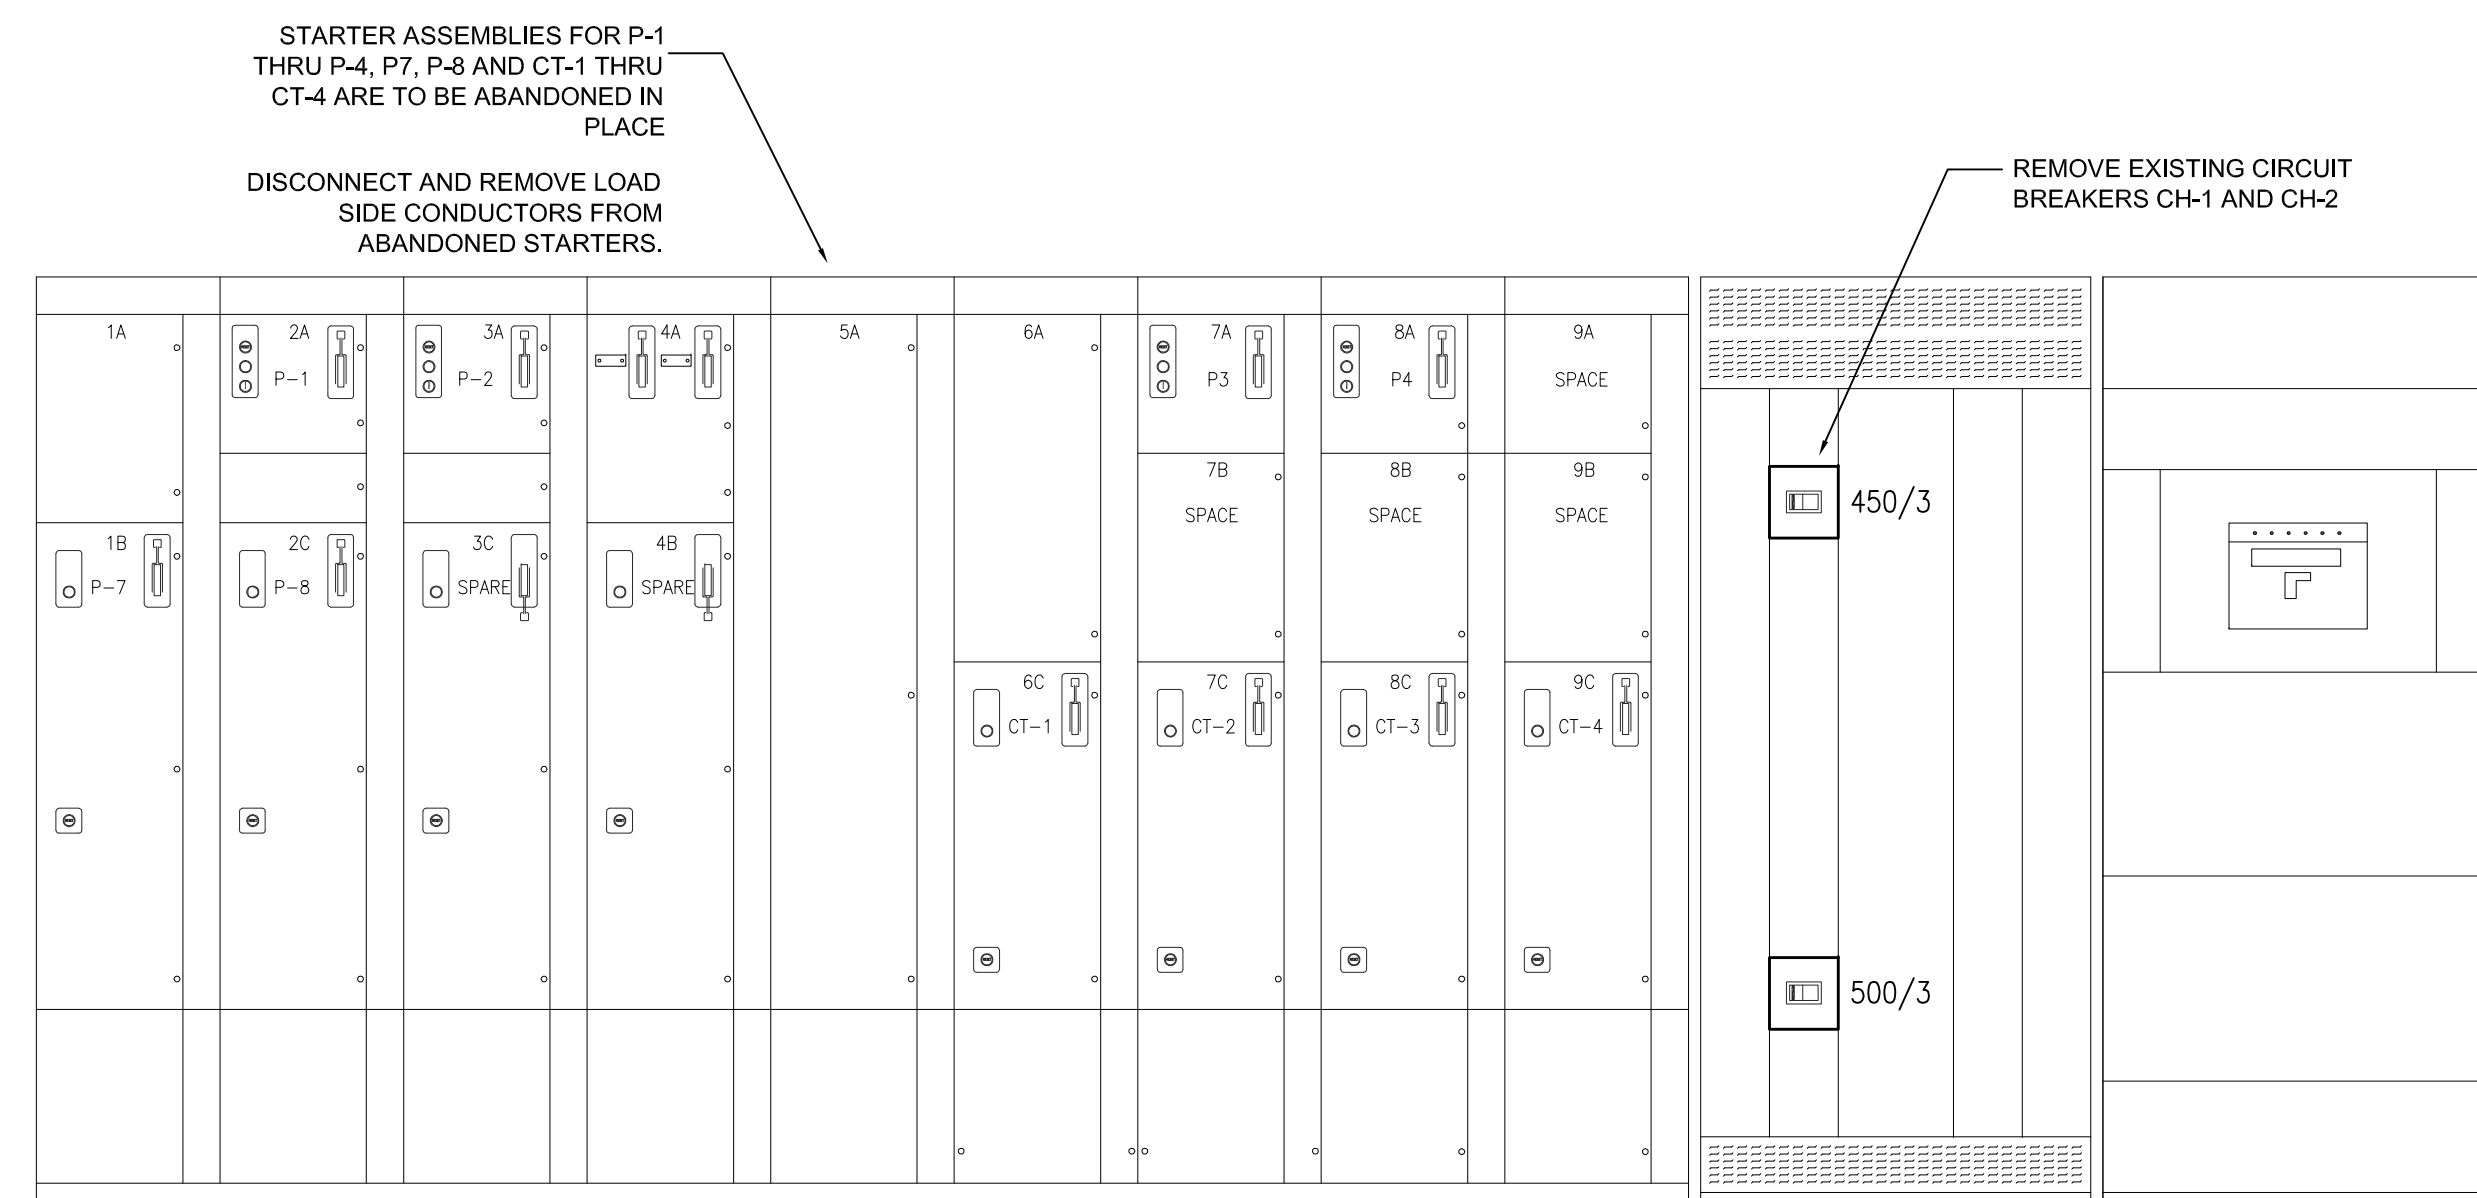 STARTER ASSEMBLIES FOR P-1
THRU P-4, P7, P-8 AND CT-1 THRU
CT-4 ARE TO BE ABANDONED IN
PLACE
DISCONNECT AND REMOVE LOAD
SIDE CONDUCTORS FROM
ABANDONED STARTERS.
REMOVE EXISTING CIRCUIT
BREAKERS CH-1 AND CH-2
1A
2A
P-1
3A
P-2
4A
5A
6A
7A
P3
8A
P4
9A
SPACE
7B
SPACE
8B
SPACE
9B
SPACE
450/3
1B
P-7
2C
P-8
3C
SPARE
4B
SPARE
6C
CT-1
7C
CT-2
8C
CT-3
9C
CT-4
500/3